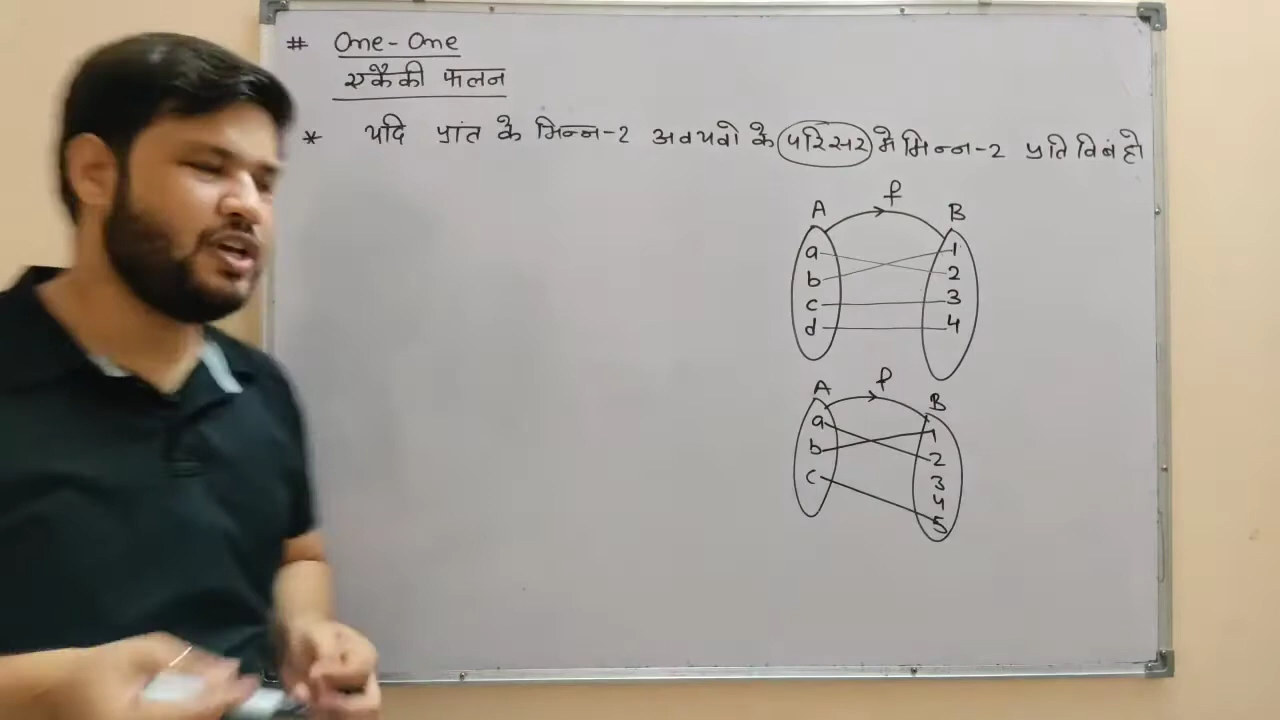 # One-One
एकैकी फलन
* यदि प्रांत के भिन्न-2 अवयवो के परिसर मे भिन्न-2 प्रतिविबं हो
f
A B
a 1
b 2
c 3
d 4
f
A B
a 1
b 2
c 3
4
5